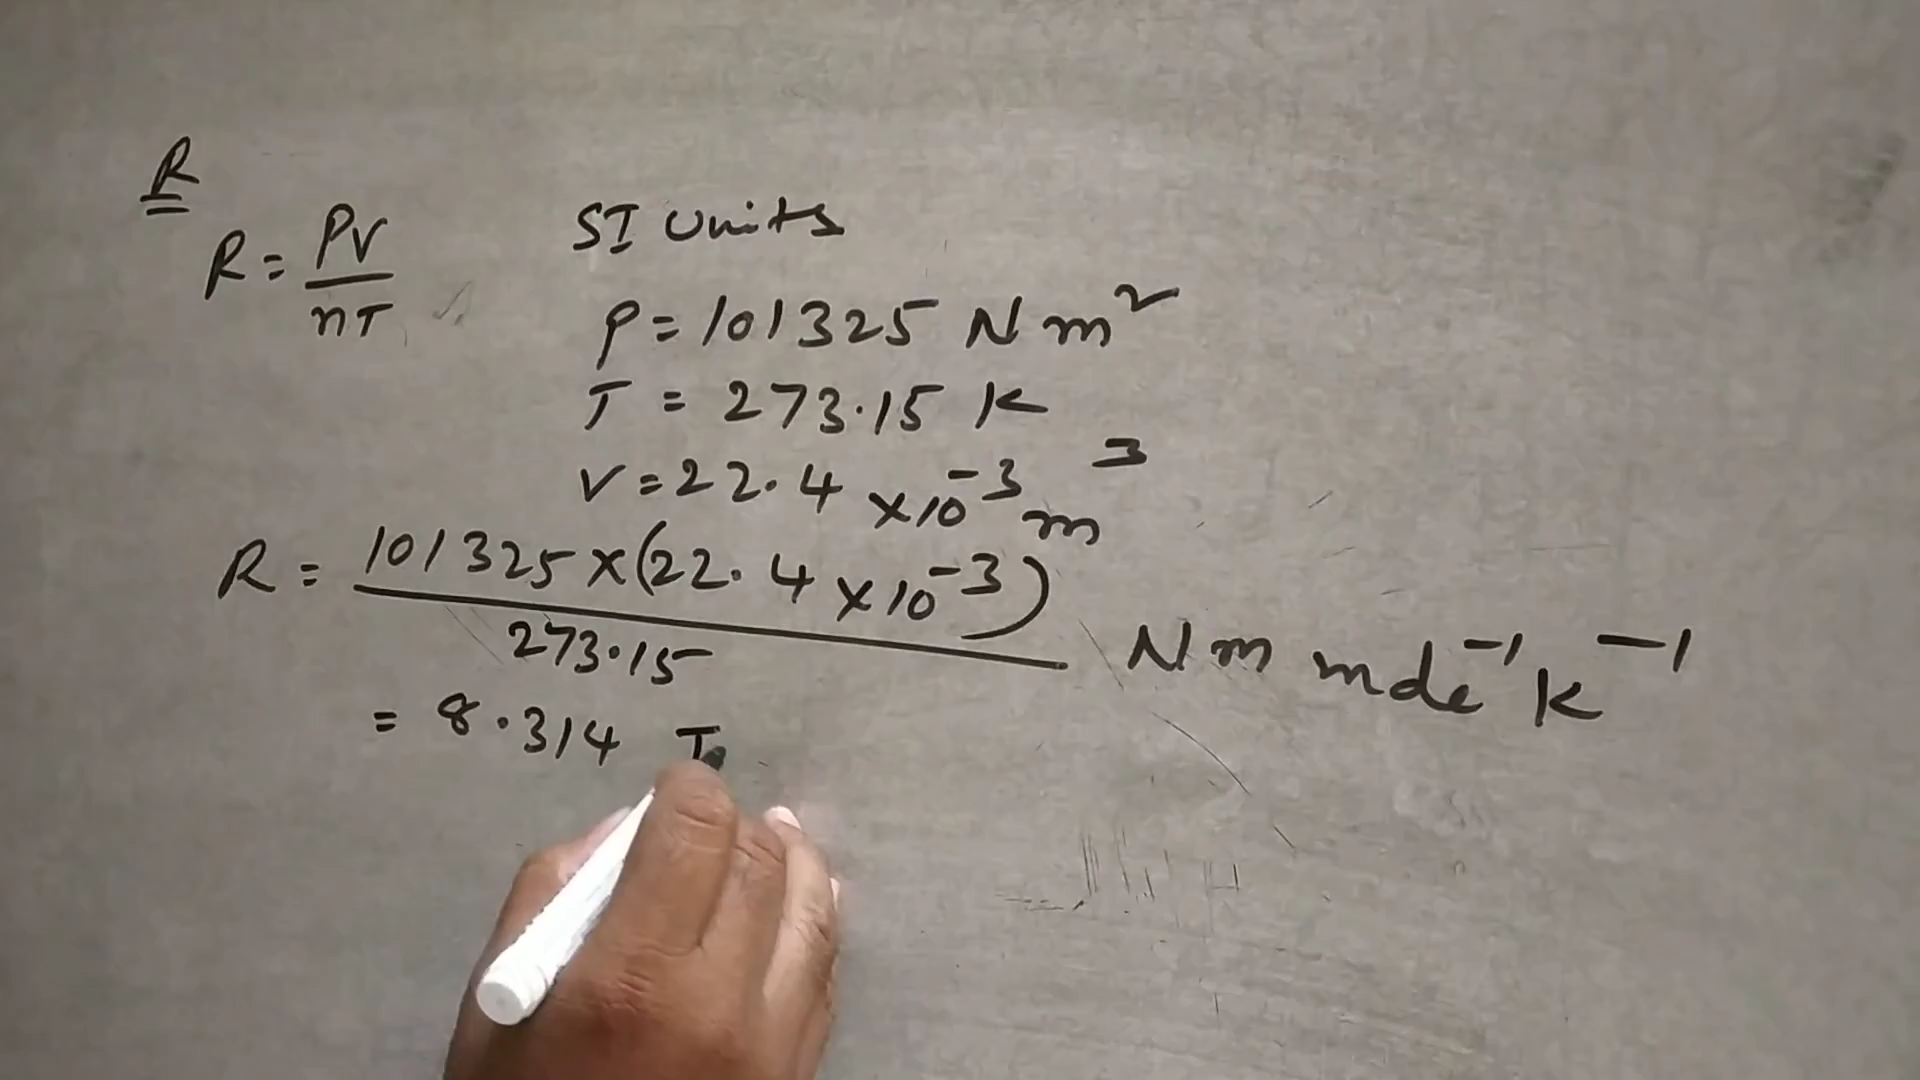 R
R = PV / nT
SI Units
P = 101325 N m²
T = 273.15 K
V = 22.4 ×10⁻³ m³
R = 101325 × (22.4 ×10⁻³) / 273.15 N m mole⁻¹ K⁻¹
= 8.314 J